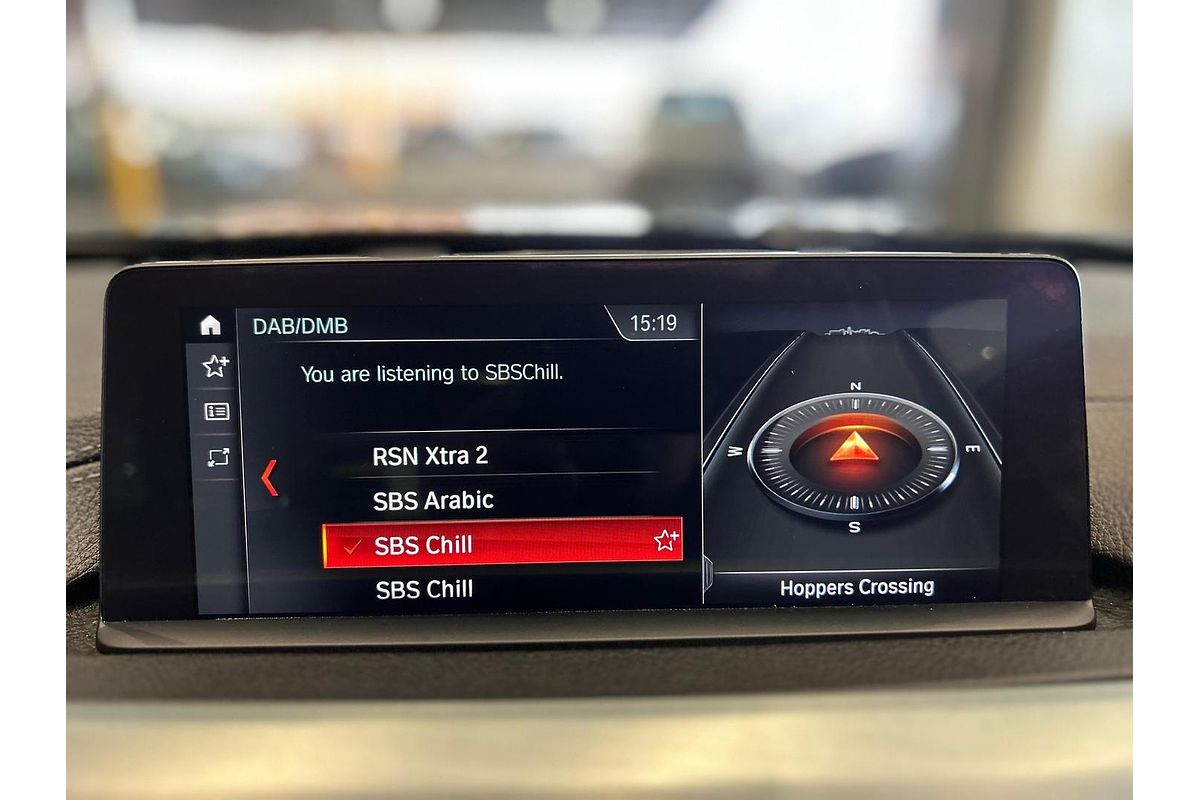 DAB/DMB
15:19
You are listening to SBSChill.
RSN Xtra 2
SBS Arabic
SBS Chill
SBS Chill
N
W
E
S
Hoppers Crossing